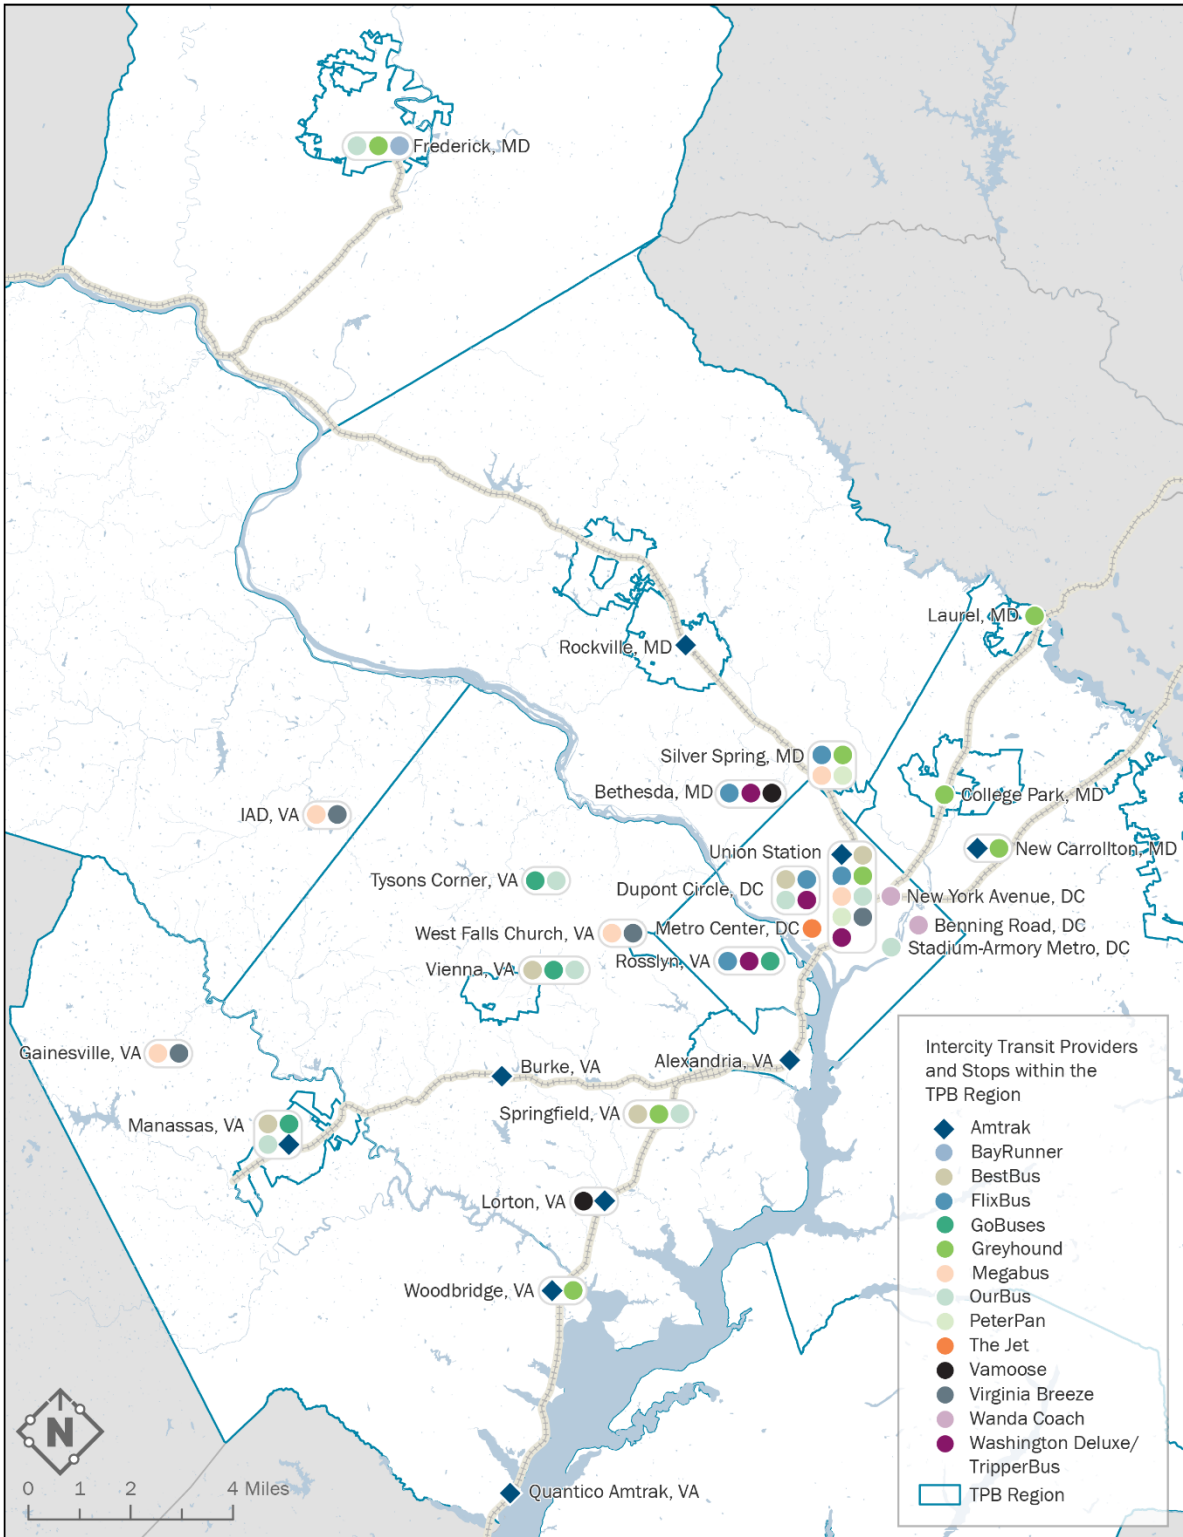 Frederick, MD
Laurel, MD
Rockville, MD
Silver Spring, MD
Bethesda, MD
College Park, MD
IAD, VA
Union Station
New Carrollton, MD
Tysons Corner, VA
Dupont Circle, DC
New York Avenue, DC
West Falls Church, VA
Metro Center, DC
Benning Road, DC
Stadium-Armory Metro, DC
Vienna, VA
Rosslyn, VA
Gainesville, VA
Burke, VA
Alexandria, VA
Springfield, VA
Manassas, VA
Lorton, VA
Woodbridge, VA
Quantico Amtrak, VA
Intercity Transit Providers
and Stops within the
TPB Region
Amtrak
BayRunner
BestBus
FlixBus
GoBuses
Greyhound
Megabus
OurBus
PeterPan
The Jet
Vamoose
Virginia Breeze
Wanda Coach
Washington Deluxe/
TripperBus
TPB Region
N
0 1 2 4 Miles